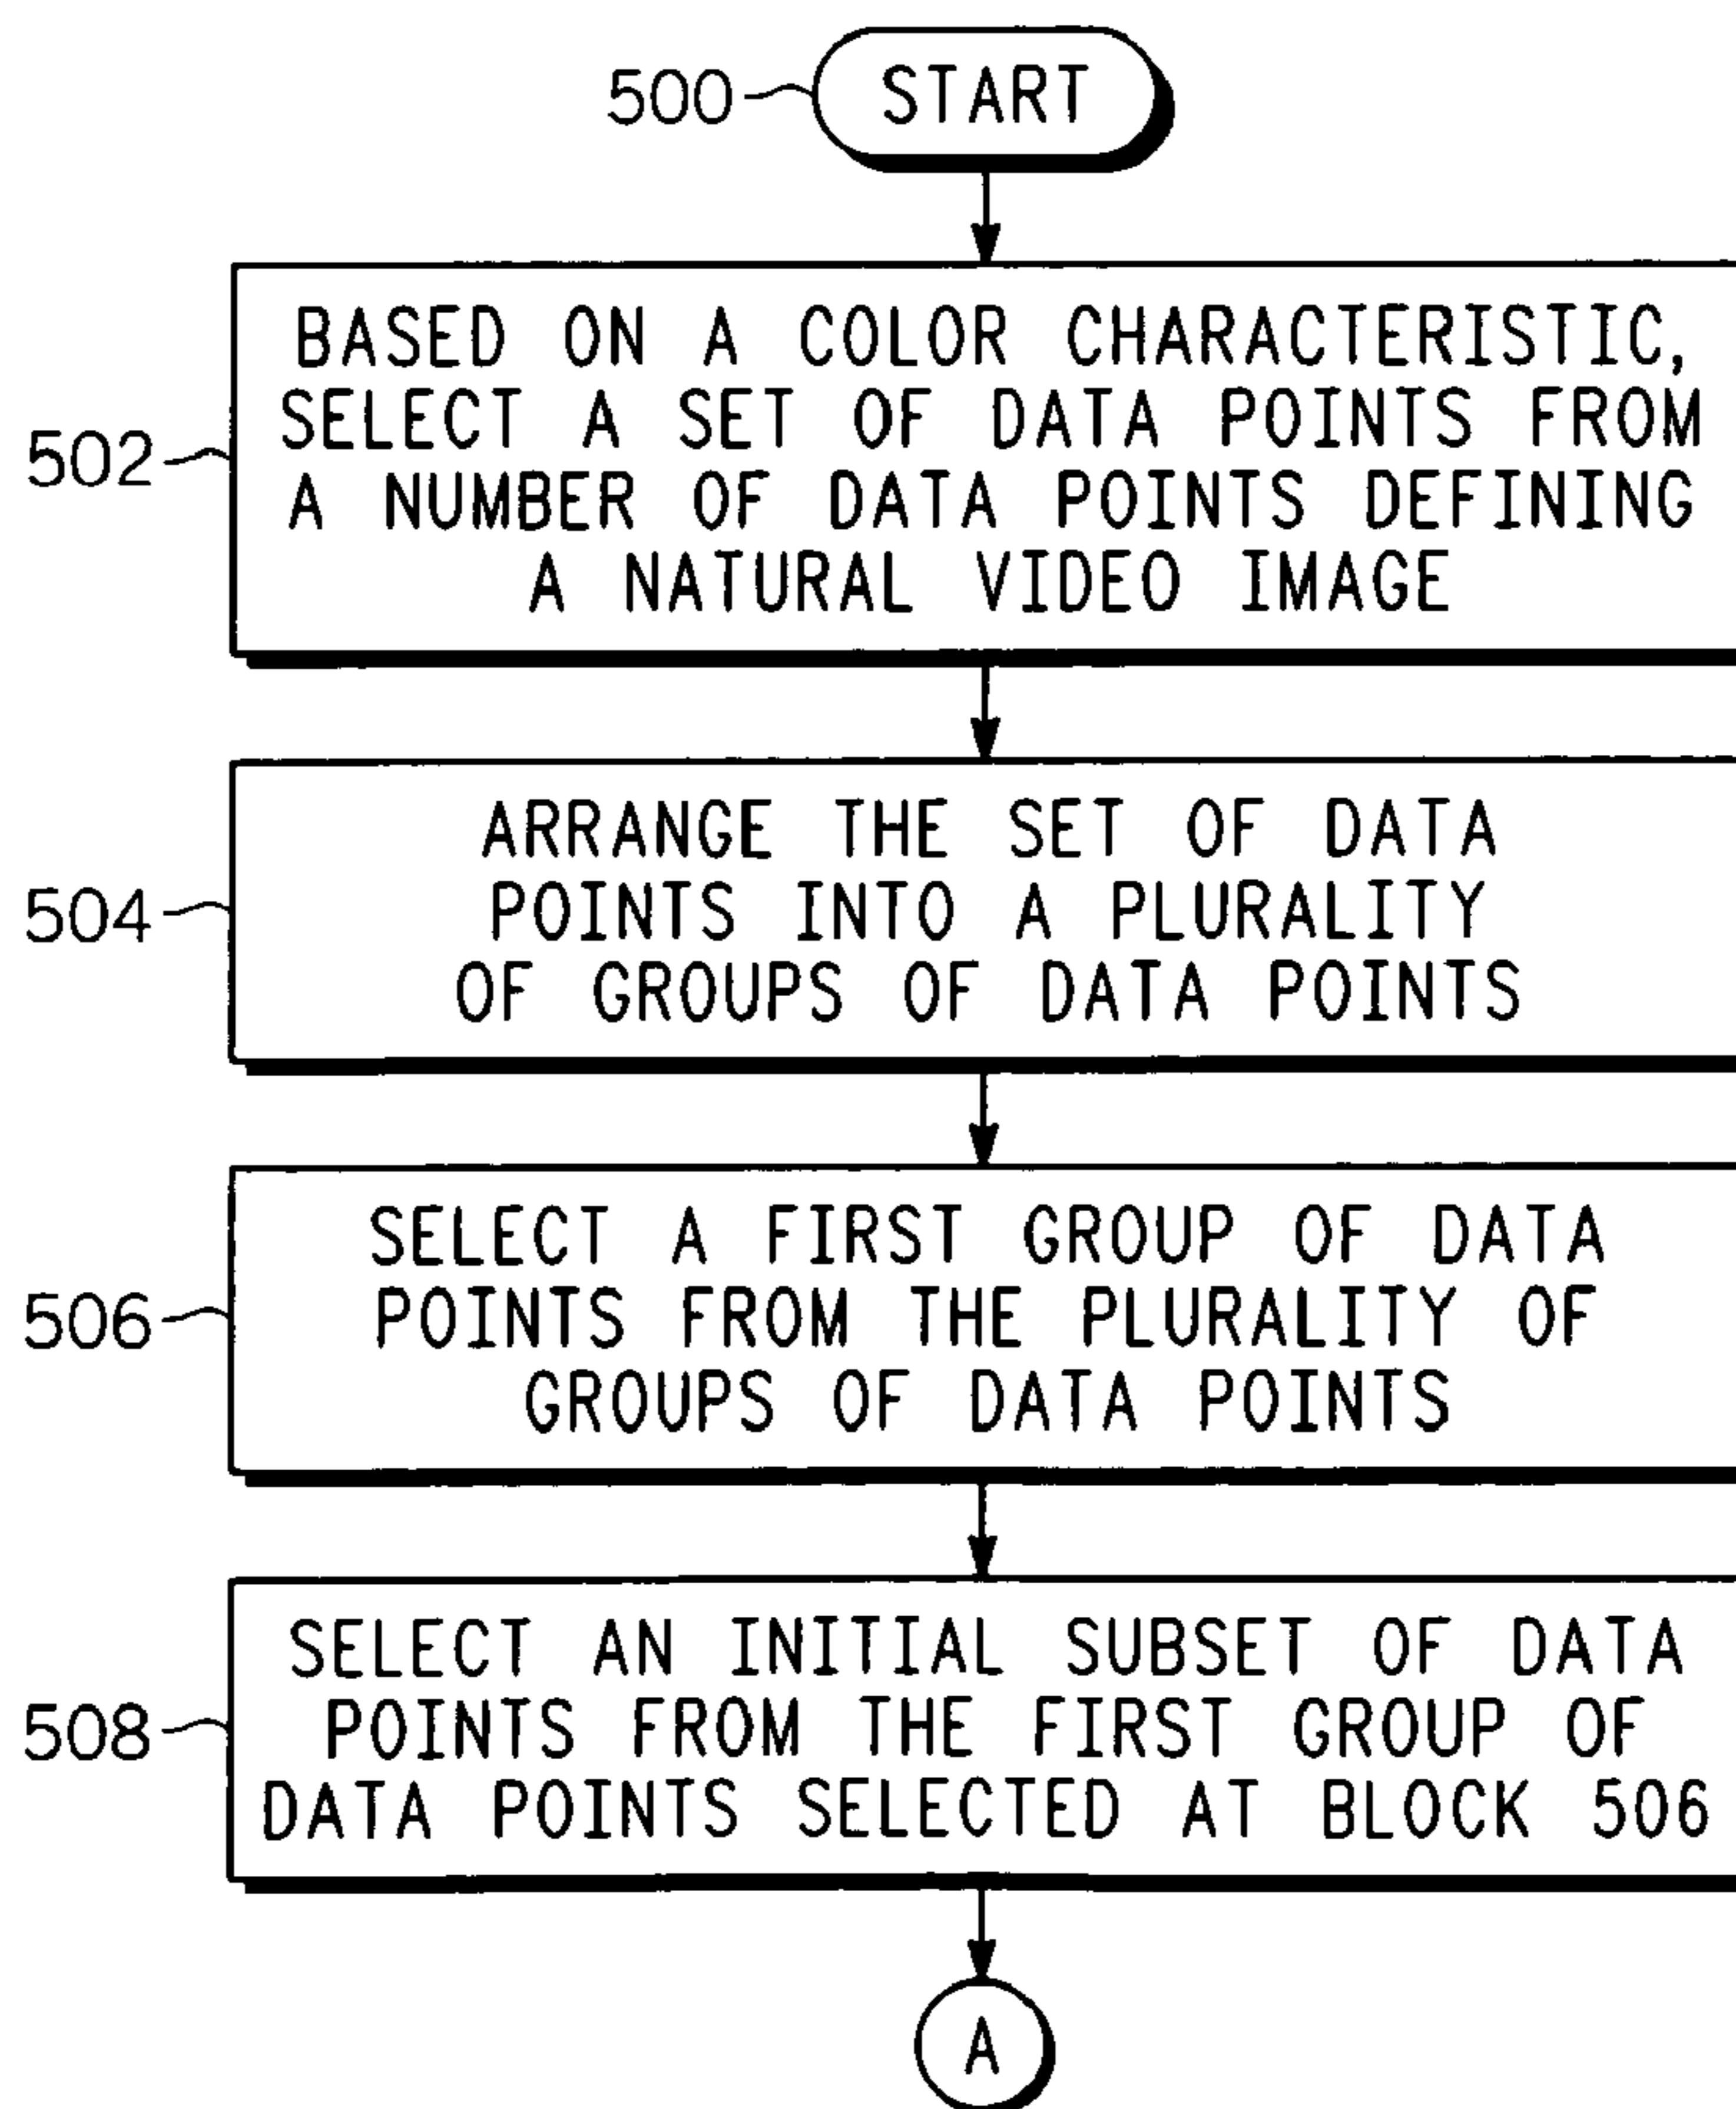 500 START
BASED ON A COLOR CHARACTERISTIC,
SELECT A SET OF DATA POINTS FROM
502
A NUMBER OF DATA POINTS DEFINING
A NATURAL VIDEO IMAGE
ARRANGE THE SET OF DATA
504
POINTS INTO A PLURALITY
OF GROUPS OF DATA POINTS
SELECT A FIRST GROUP OF DATA
506
POINTS FROM THE PLURALITY OF
GROUPS OF DATA POINTS
SELECT AN INITIAL SUBSET OF DATA
508
POINTS FROM THE FIRST GROUP OF
DATA POINTS SELECTED AT BLOCK 506
A